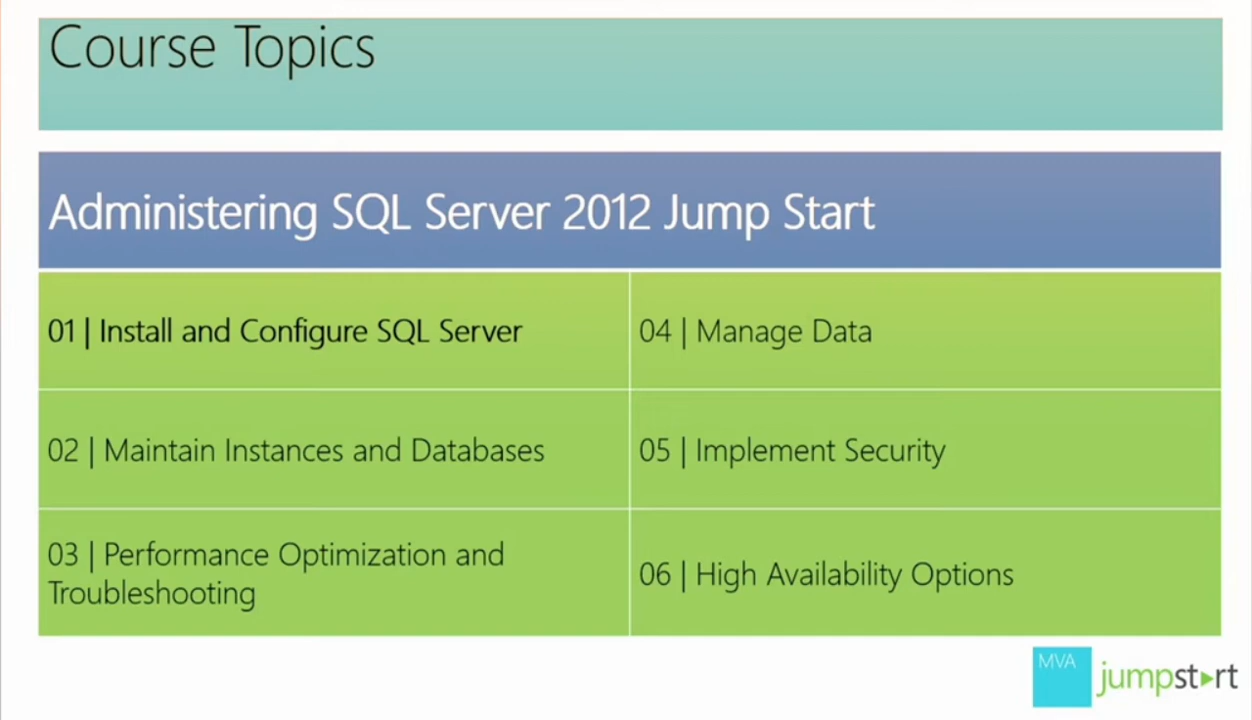 Course Topics
Administering SQL Server 2012 Jump Start
01 | Install and Configure SQL Server
02 | Maintain Instances and Databases
03 | Performance Optimization and
Troubleshooting
04 | Manage Data
05 | Implement Security
06 | High Availability Options
MVA
jumpstart